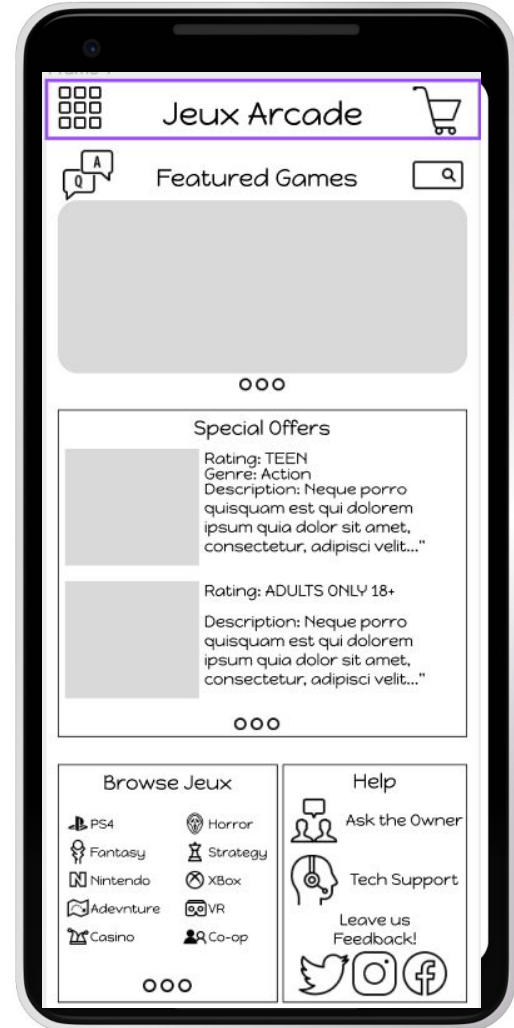 Jeux Arcade
A
Q
Featured Games
Special Offers
Rating: TEEN
Genre: Action
Description: Neque porro
quisquam est qui dolorem
ipsum quia dolor sit amet,
consectetur, adipisci velit..."
Rating: ADULTS ONLY 18+
Description: Neque porro
quisquam est qui dolorem
ipsum quia dolor sit amet,
consectetur, adipisci velit..."
Browse Jeux
PS4
Horror
Fantasy
Strategy
Nintendo
XBox
Adevnture
VR
Casino
Co-op
Help
Ask the Owner
Tech Support
Leave us
Feedback!